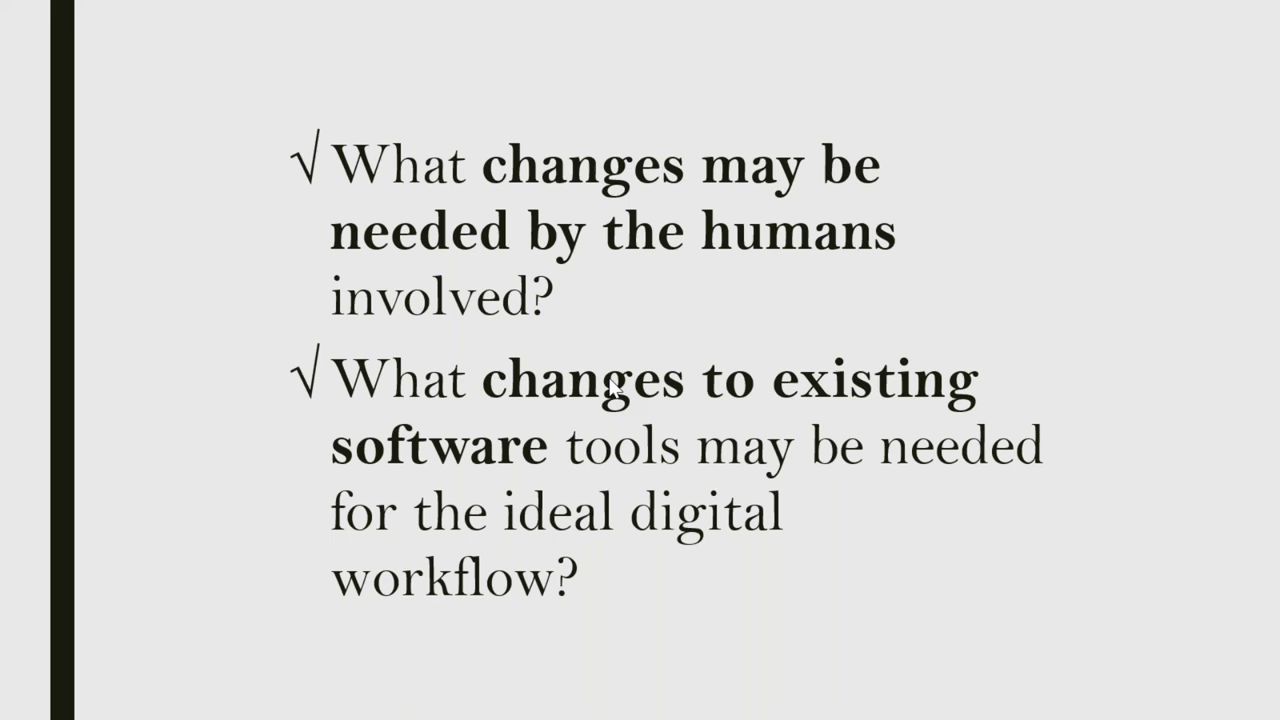 √ What changes may be
needed by the humans
involved?
√ What changes to existing
software tools may be needed
for the ideal digital
workflow?